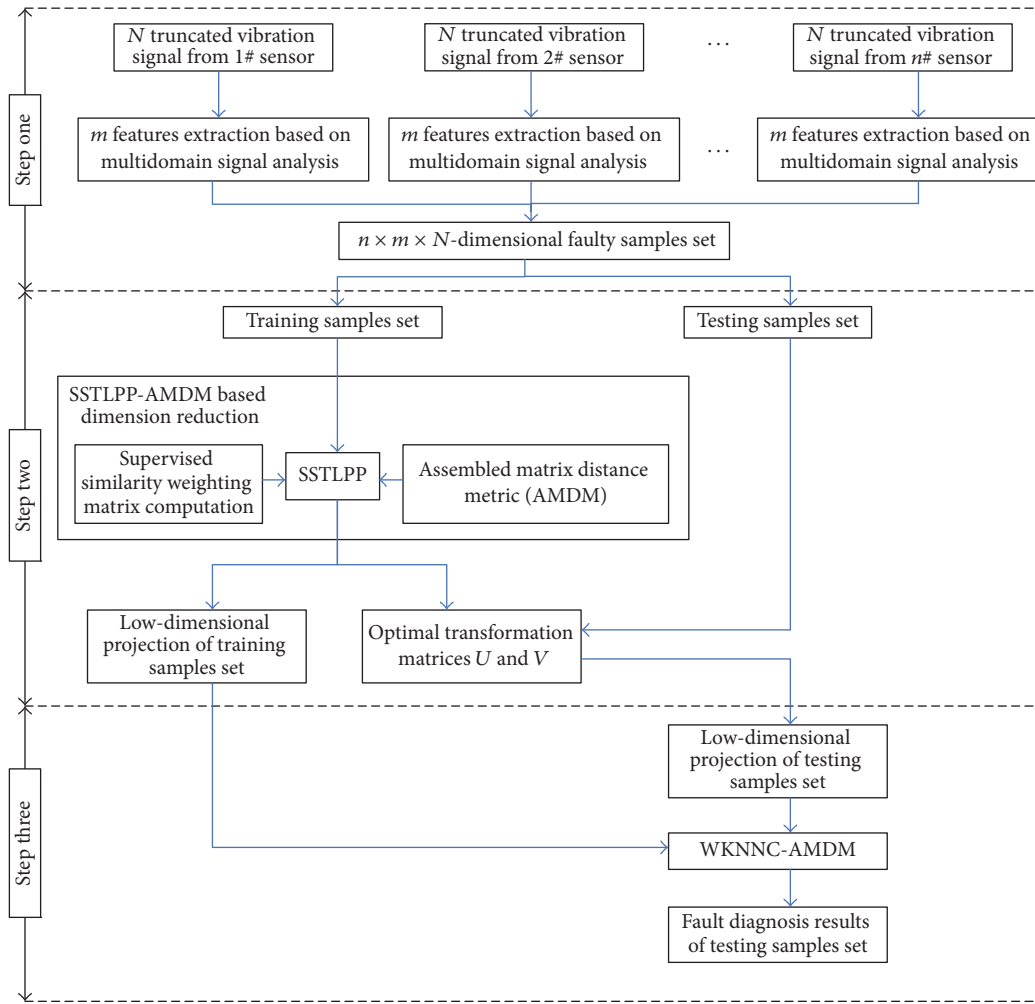 Step one
N truncated vibration
signal from 1# sensor
N truncated vibration
signal from 2# sensor
···
N truncated vibration
signal from n# sensor
m features extraction based on
multidomain signal analysis
m features extraction based on
multidomain signal analysis
···
m features extraction based on
multidomain signal analysis
n × m × N-dimensional faulty samples set
Step two
Training samples set
Testing samples set
SSTLPP-AMDM based
dimension reduction
Supervised
similarity weighting
matrix computation
SSTLPP
Assembled matrix distance
metric (AMDM)
Low-dimensional
projection of training
samples set
Optimal transformation
matrices U and V
Step three
Low-dimensional
projection of testing
samples set
WKNNC-AMDM
Fault diagnosis results
of testing samples set